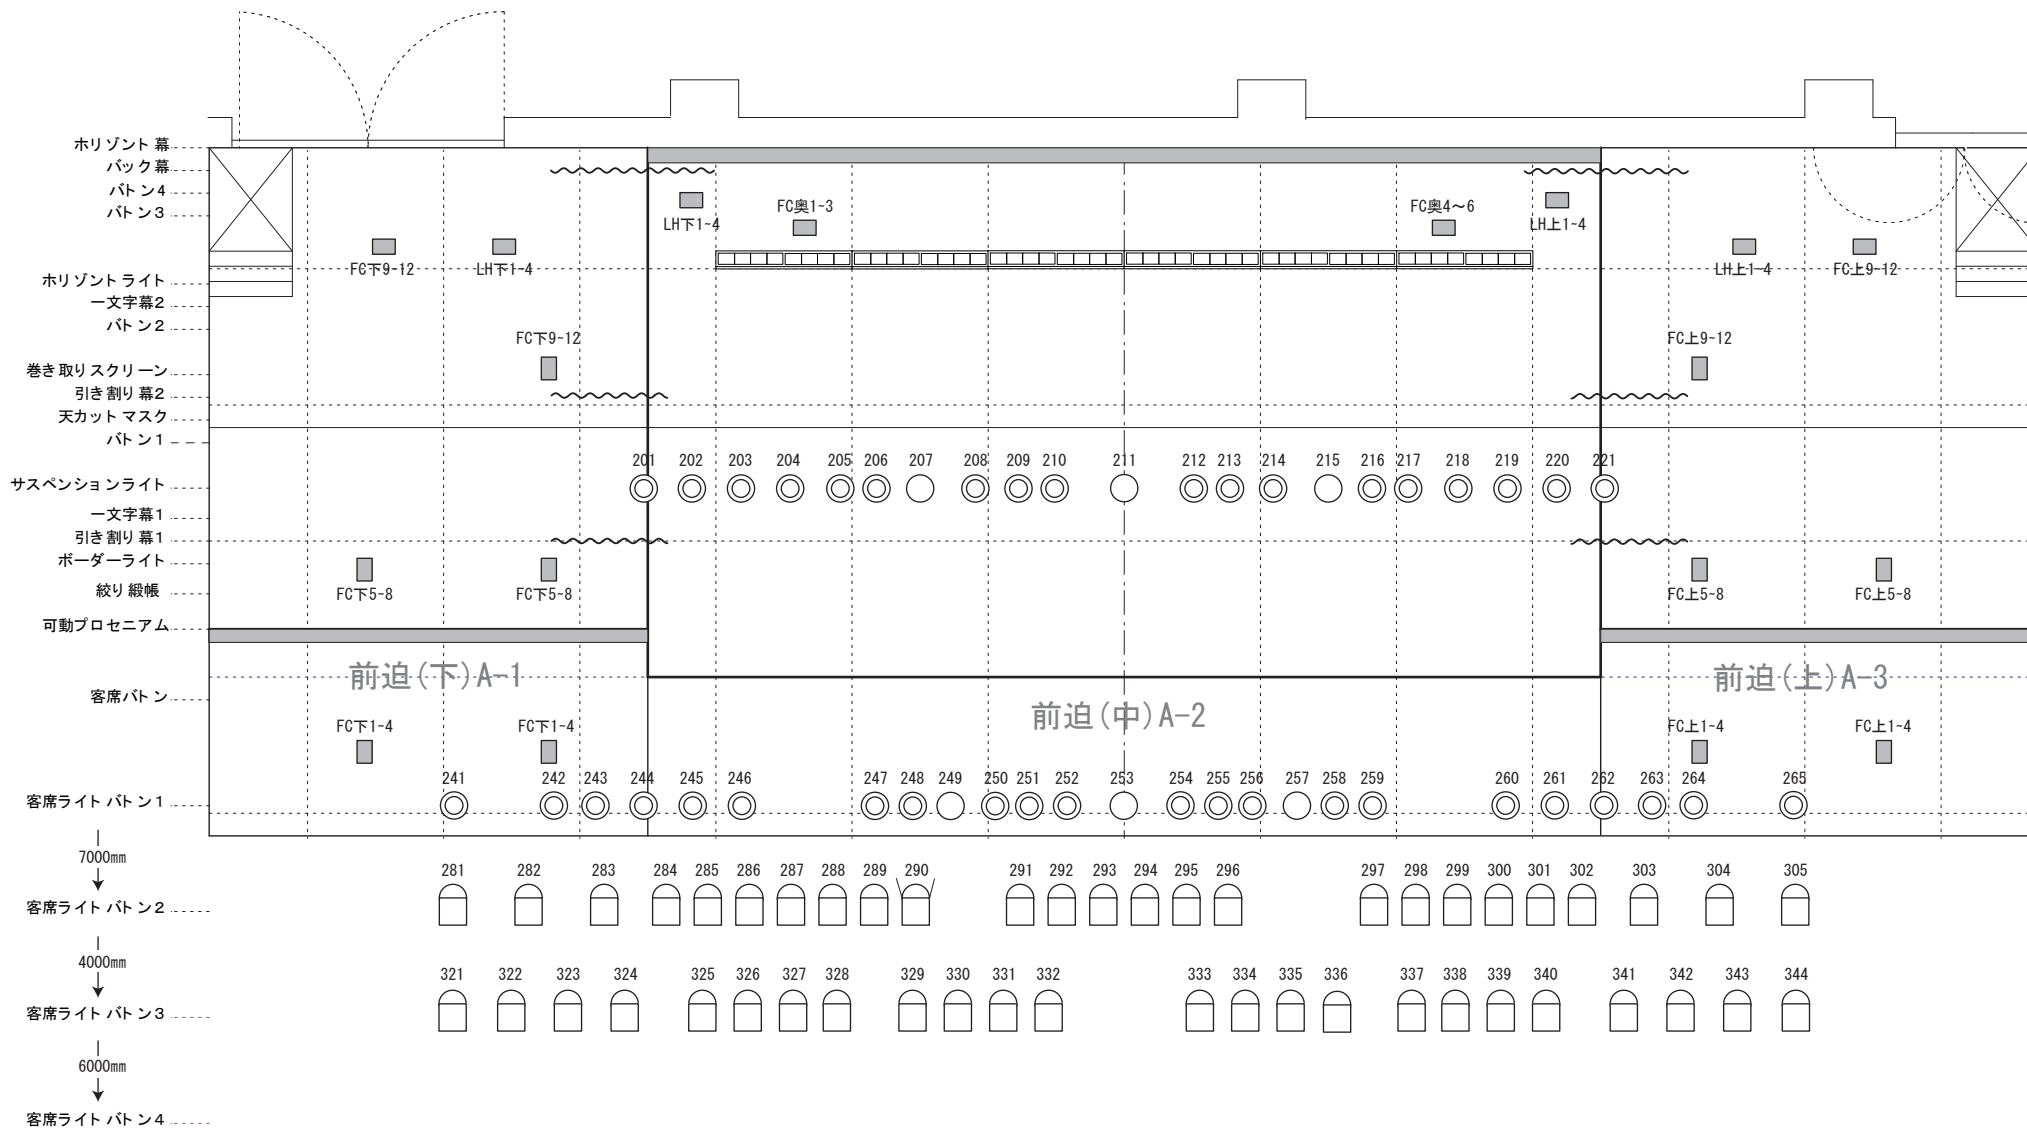 ホリゾント幕
バック幕
バトン4
バトン3
LH下1~4
FC奥1~3
FC奥4～6
LH上1~4
FC下9~12
LH下1~4
LH上1~4
FC上9~12
ホリゾントライト
一文字幕2
バトン2
FC下9~12
FC上9~12
巻き取りスクリーン
引き割り幕2
天カットマスク
バトン1
201 202 203 204 205 206 207 208 209 210 211 212 213 214 215 216 217 218 219 220 221
サスペンションライト
一文字幕1
引き割り幕1
ボーダーライト
FC下5~8
FC下5~8
FC上5~8
FC上5~8
絞り緞帳
可動プロセニアム
前迫(下)A-1
前迫(上)A-3
客席バトン
前迫(中)A-2
FC下1~4
FC下1~4
FC上1~4
FC上1~4
241 242 243 244 245 246 247 248 249 250 251 252 253 254 255 256 257 258 259 260 261 262 263 264 265
客席ライトバトン1
7000mm
281 282 283 284 285 286 287 288 289 290 291 292 293 294 295 296 297 298 299 300 301 302 303 304 305
客席ライトバトン2
4000mm
321 322 323 324 325 326 327 328 329 330 331 332 333 334 335 336 337 338 339 340 341 342 343 344
客席ライトバトン3
6000mm
客席ライトバトン4